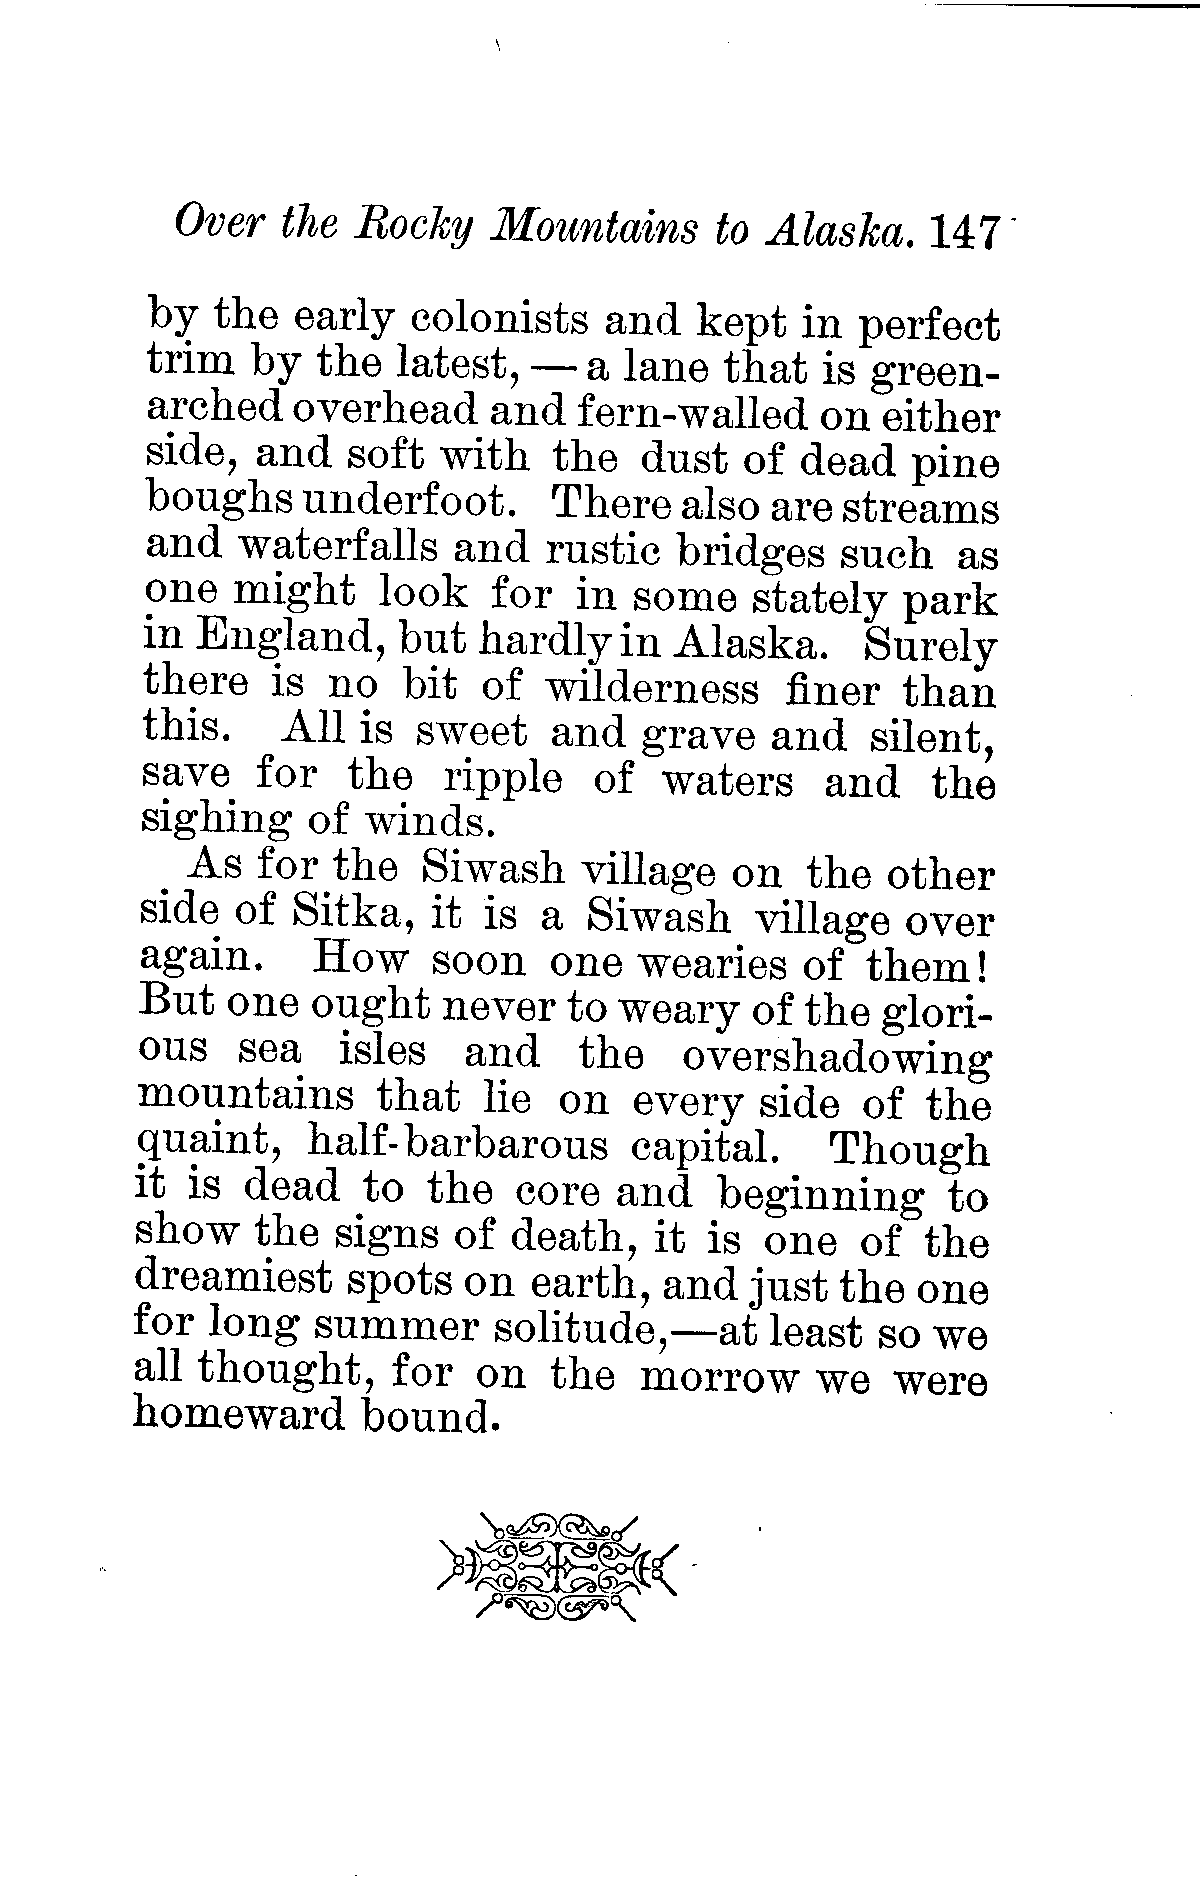 Over the Rocky Mountains to Alaska. 147
by the early colonists and kept in perfect
trim by the latest, — a lane that is green-
arched overhead and fern-walled on either
side, and soft with the dust of dead pine
boughs underfoot. There also are streams
and waterfalls and rustic bridges such as
one might look for in some stately park
in England, but hardly in Alaska. Surely
there is no bit of wilderness finer than
this. All is sweet and grave and silent,
save for the ripple of waters and the
sighing of winds.
As for the Siwash village on the other
side of Sitka, it is a Siwash village over
again. How soon one wearies of them!
But one ought never to weary of the glori-
ous sea isles and the overshadowing
mountains that lie on every side of the
quaint, half-barbarous capital. Though
it is dead to the core and beginning to
show the signs of death, it is one of the
dreamiest spots on earth, and just the one
for long summer solitude,—at least so we
all thought, for on the morrow we were
homeward bound.